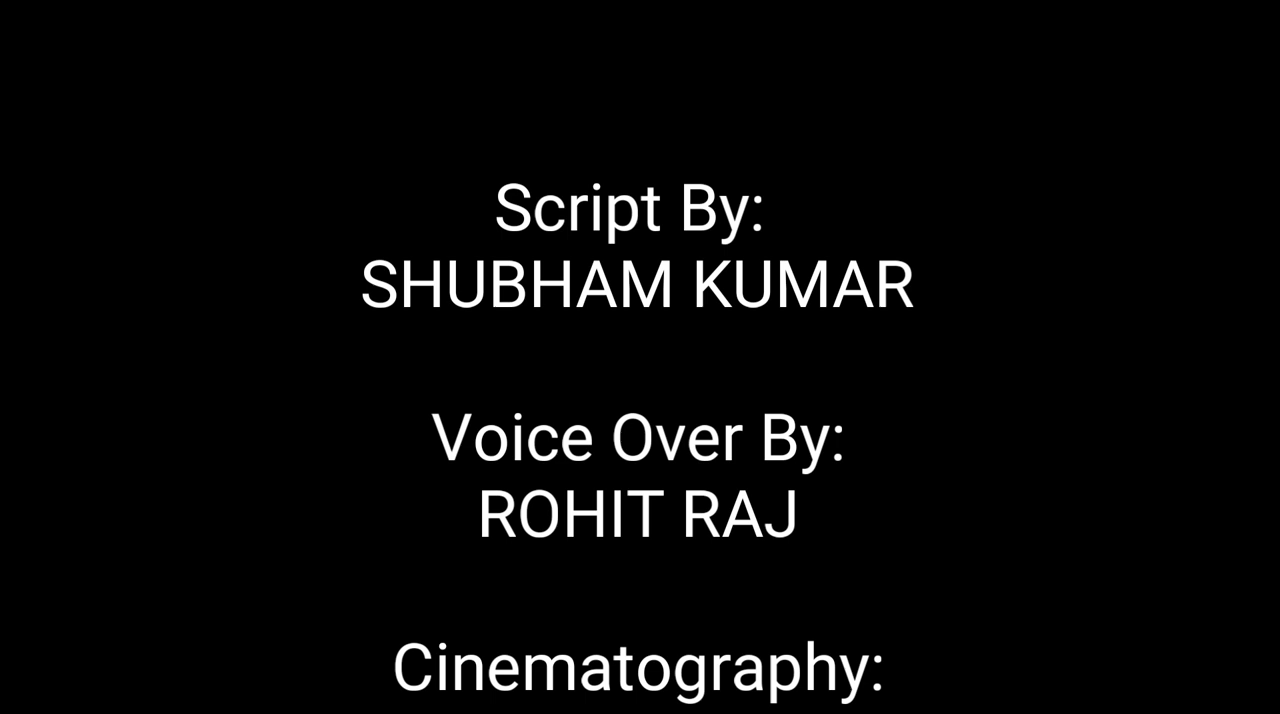 Script By:
SHUBHAM KUMAR
Voice Over By:
ROHIT RAJ
Cinematography: